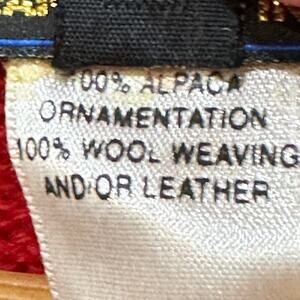 100% ALPACA
ORNAMENTATION
100% WOOL WEAVING
AND/OR LEATHER